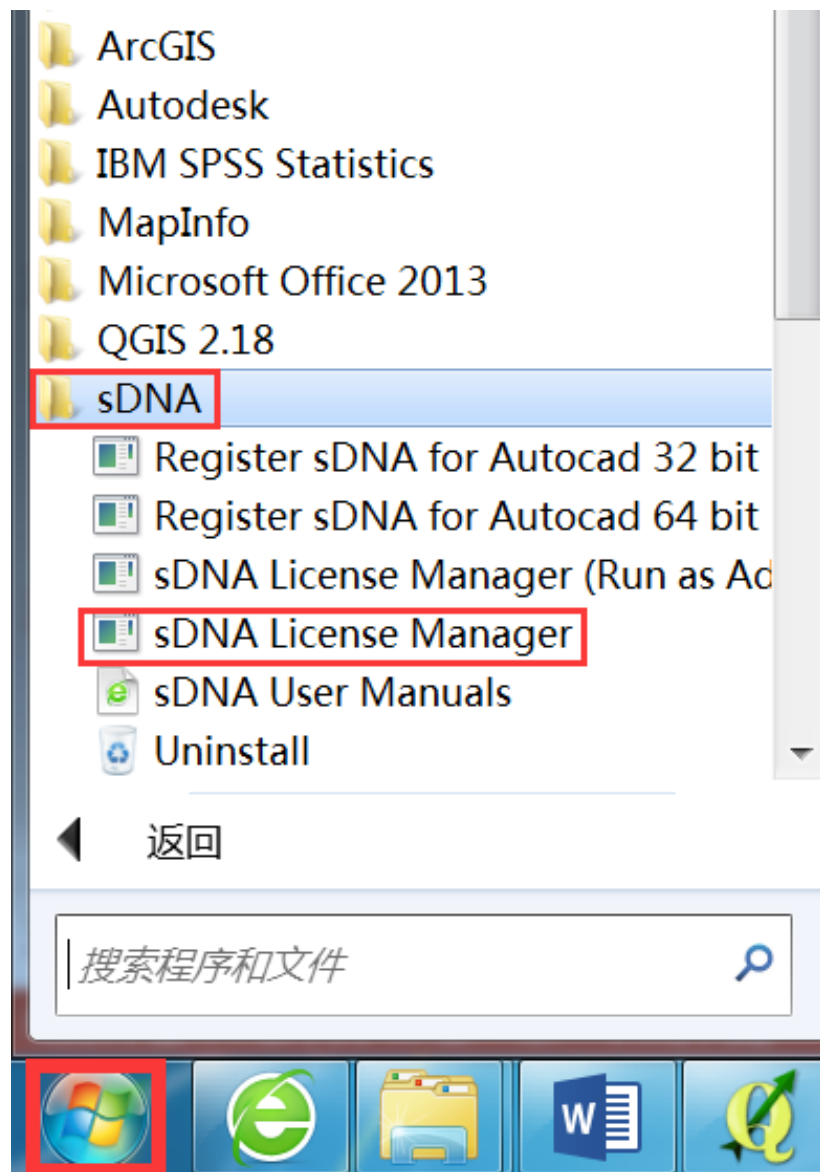 ArcGIS
Autodesk
IBM SPSS Statistics
MapInfo
Microsoft Office 2013
QGIS 2.18
sDNA
Register sDNA for Autocad 32 bit
Register sDNA for Autocad 64 bit
sDNA License Manager (Run as Ad
sDNA License Manager
sDNA User Manuals
Uninstall
返回
搜索程序和文件